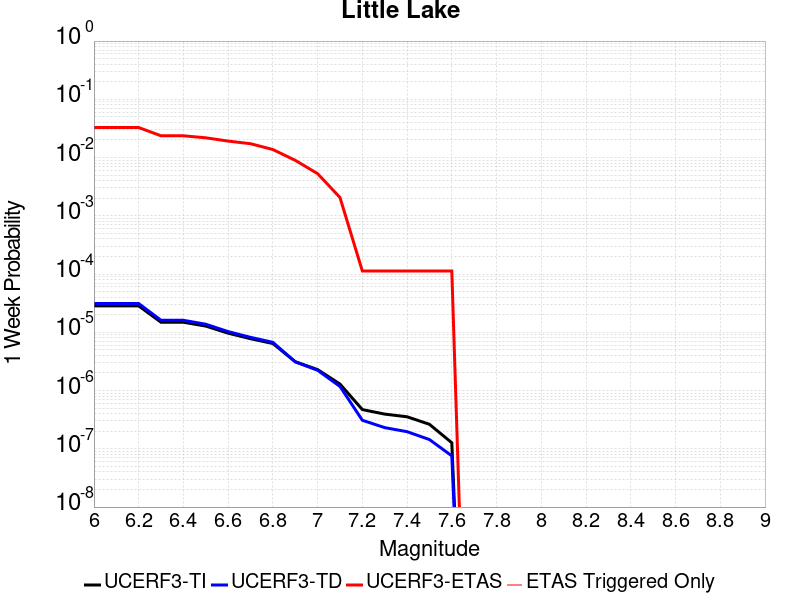 Little Lake
10^0
10^-1
10^-2
10^-3
10^-4
10^-5
10^-6
10^-7
10^-8
1 Week Probability
6 6.2 6.4 6.6 6.8 7 7.2 7.4 7.6 7.8 8 8.2 8.4 8.6 8.8 9
Magnitude
UCERF3-TI UCERF3-TD UCERF3-ETAS ETAS Triggered Only